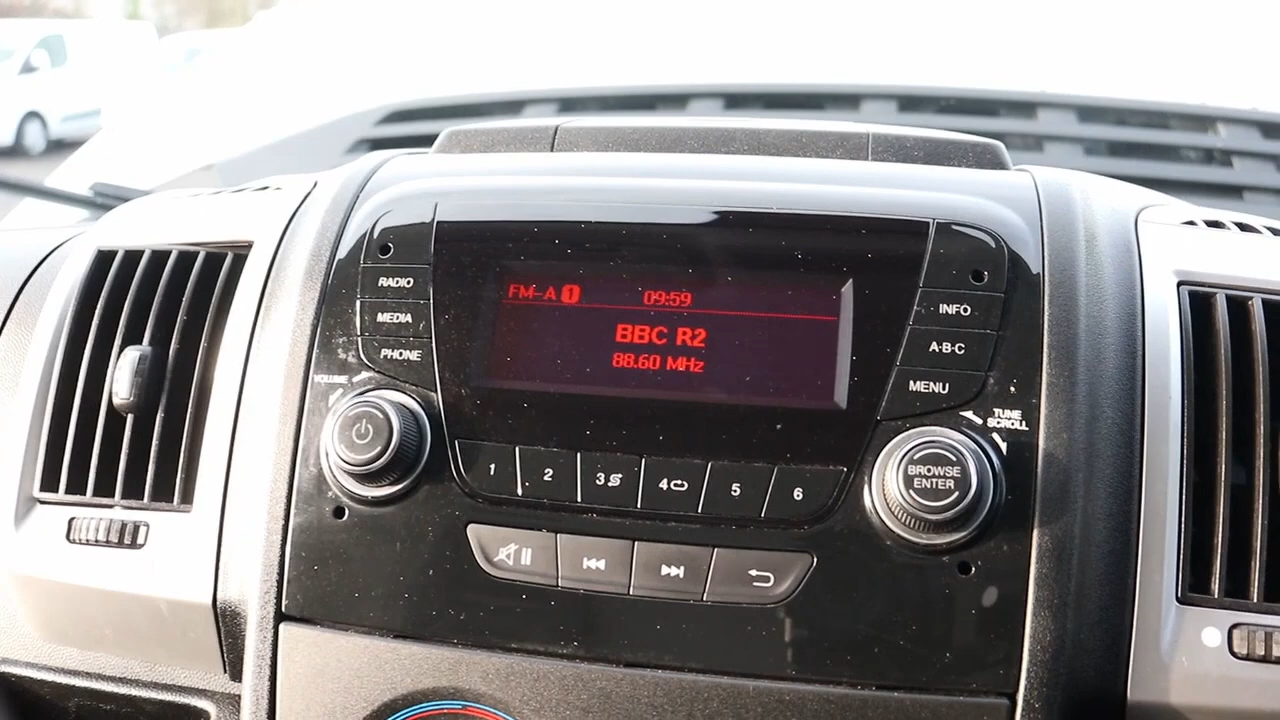 FM-A 1 09:59
BBC R2
88.60 MHz
RADIO
MEDIA
PHONE
VOLUME
INFO
A·B·C
MENU
TUNE
SCROLL
BROWSE
ENTER
1 2 3 4 5 6